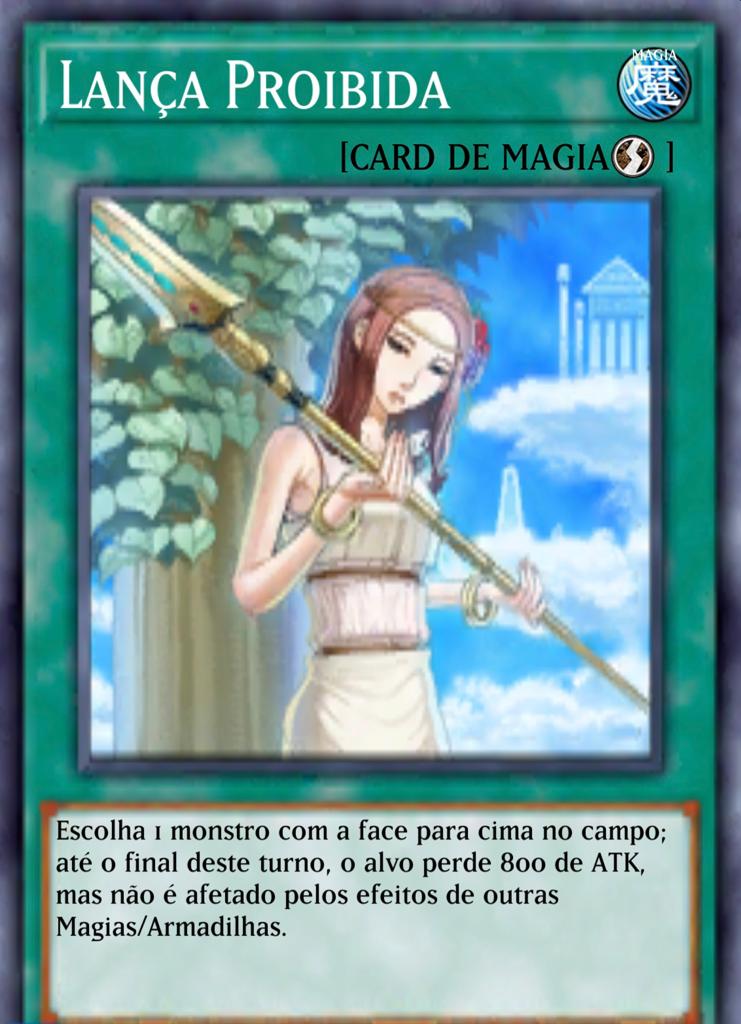 Lança Proibida
MAGIA
魔
[CARD DE MAGIA ]
Escolha 1 monstro com a face para cima no campo;
até o final deste turno, o alvo perde 800 de ATK,
mas não é afetado pelos efeitos de outras
Magias/Armadilhas.